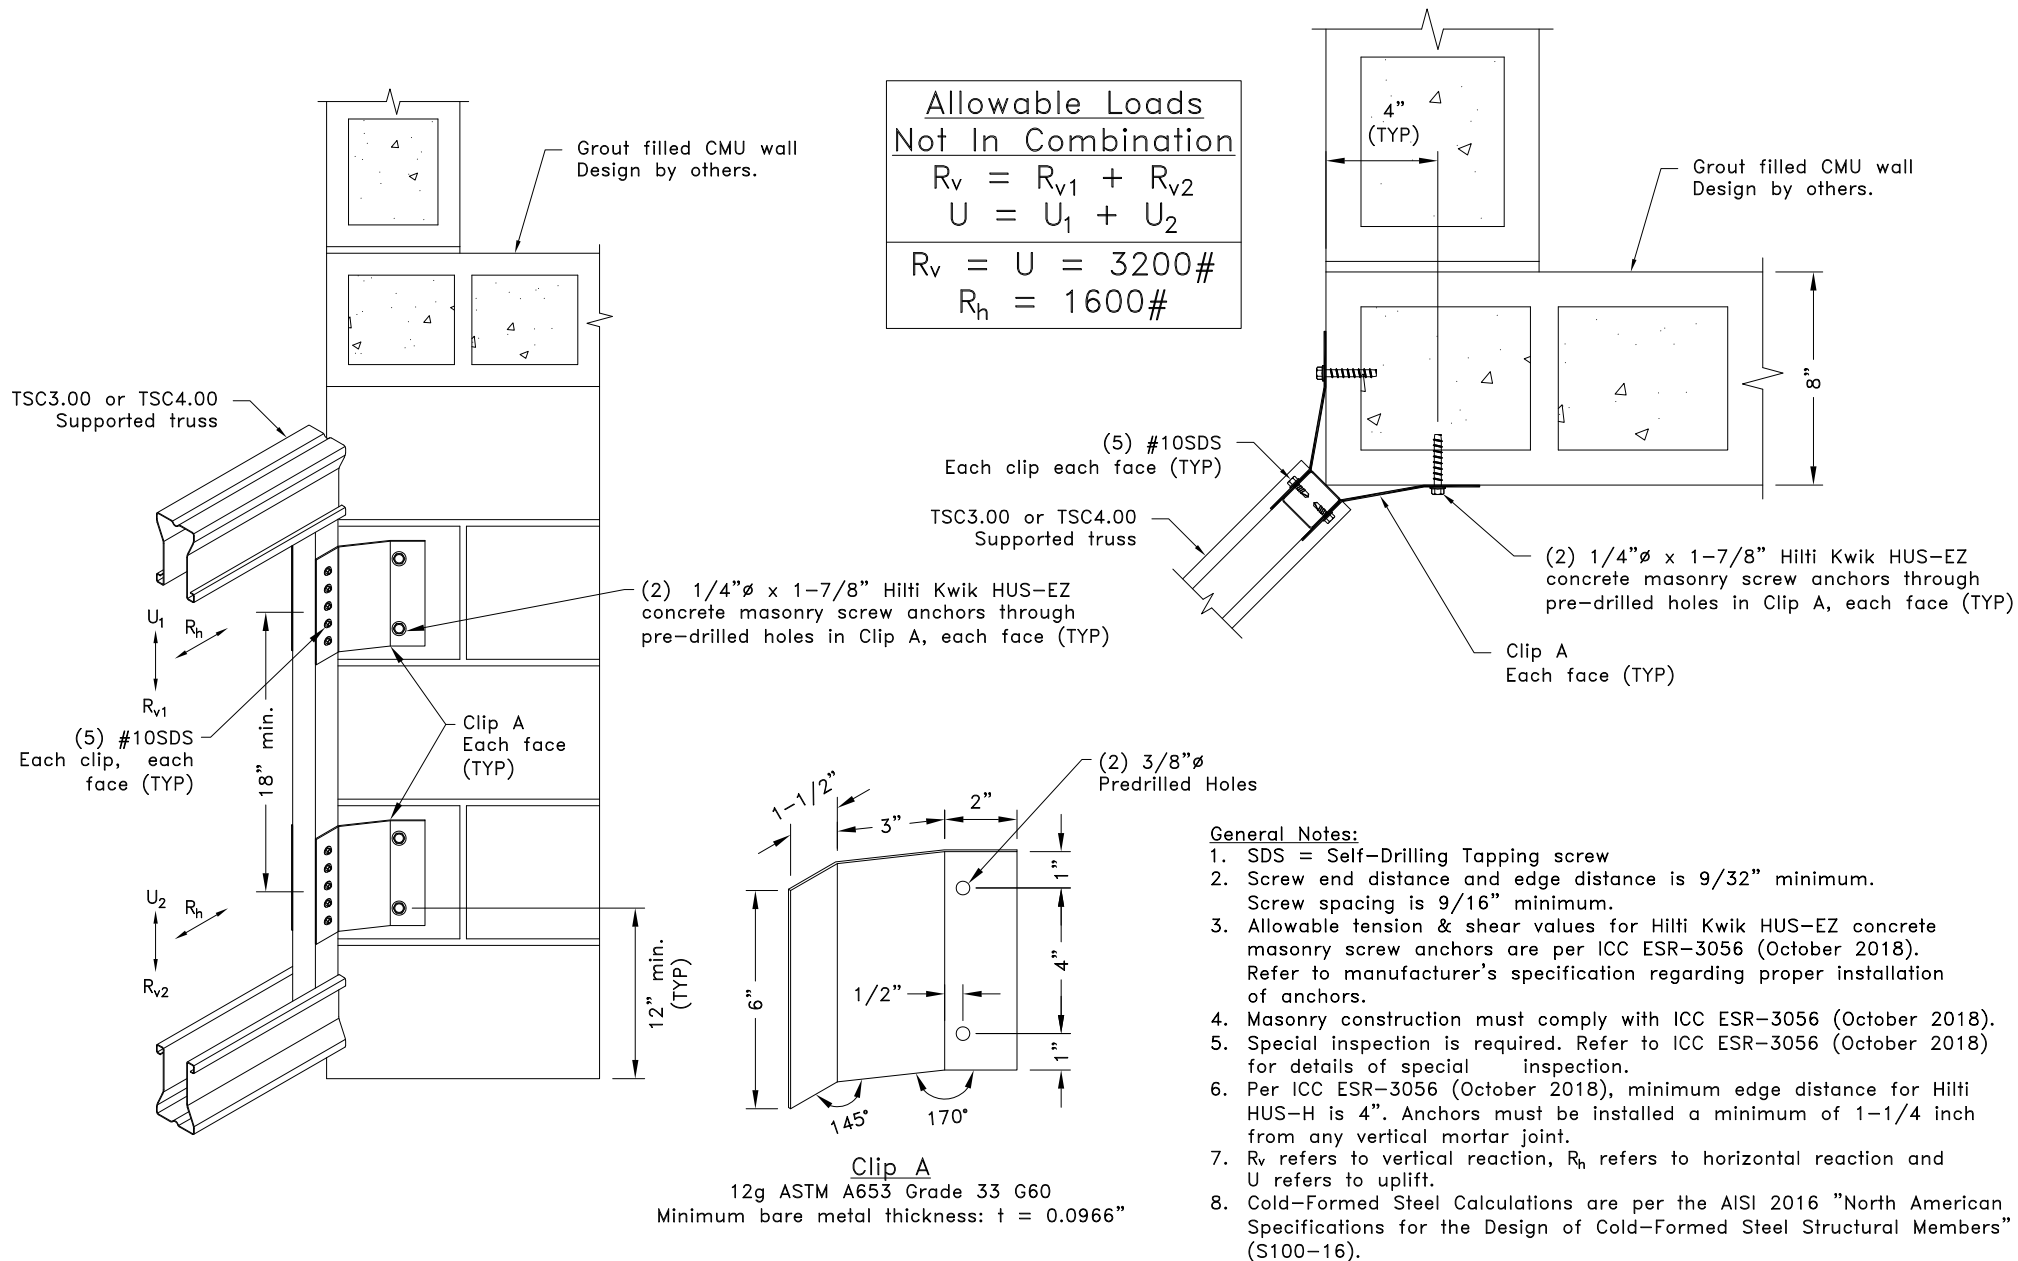 Grout filled CMU wall
Design by others.
TSC3.00 or TSC4.00
Supported truss
U1
Rh
Rv1
18” min.
(5) #10SDS
Each clip, each
face (TYP)
U2
Rh
Rv2
(2) 1/4”ø x 1-7/8” Hilti Kwik HUS-EZ
concrete masonry screw anchors through
pre-drilled holes in Clip A, each face (TYP)
Clip A
Each face
(TYP)
12” min.
(TYP)
Allowable Loads
Not In Combination
Rv = Rv1 + Rv2
U = U1 + U2
Rv = U = 3200#
Rh = 1600#
4”
(TYP)
Grout filled CMU wall
Design by others.
8”
(5) #10SDS
Each clip each face (TYP)
TSC3.00 or TSC4.00
Supported truss
(2) 1/4”ø x 1-7/8” Hilti Kwik HUS-EZ
concrete masonry screw anchors through
pre-drilled holes in Clip A, each face (TYP)
Clip A
Each face (TYP)
(2) 3/8”ø
Predrilled Holes
1-1/2”
3”
2”
1”
6”
1/2”
4”
1”
145°
170°
Clip A
12g ASTM A653 Grade 33 G60
Minimum bare metal thickness: t = 0.0966”
General Notes:
1. SDS = Self-Drilling Tapping screw
2. Screw end distance and edge distance is 9/32” minimum.
Screw spacing is 9/16” minimum.
3. Allowable tension & shear values for Hilti Kwik HUS-EZ concrete
masonry screw anchors are per ICC ESR-3056 (October 2018).
Refer to manufacturer’s specification regarding proper installation
of anchors.
4. Masonry construction must comply with ICC ESR-3056 (October 2018).
5. Special inspection is required. Refer to ICC ESR-3056 (October 2018)
for details of special inspection.
6. Per ICC ESR-3056 (October 2018), minimum edge distance for Hilti
HUS-H is 4”. Anchors must be installed a minimum of 1-1/4 inch
from any vertical mortar joint.
7. Rv refers to vertical reaction, Rh refers to horizontal reaction and
U refers to uplift.
8. Cold-Formed Steel Calculations are per the AISI 2016 "North American
Specifications for the Design of Cold-Formed Steel Structural Members"
(S100-16).